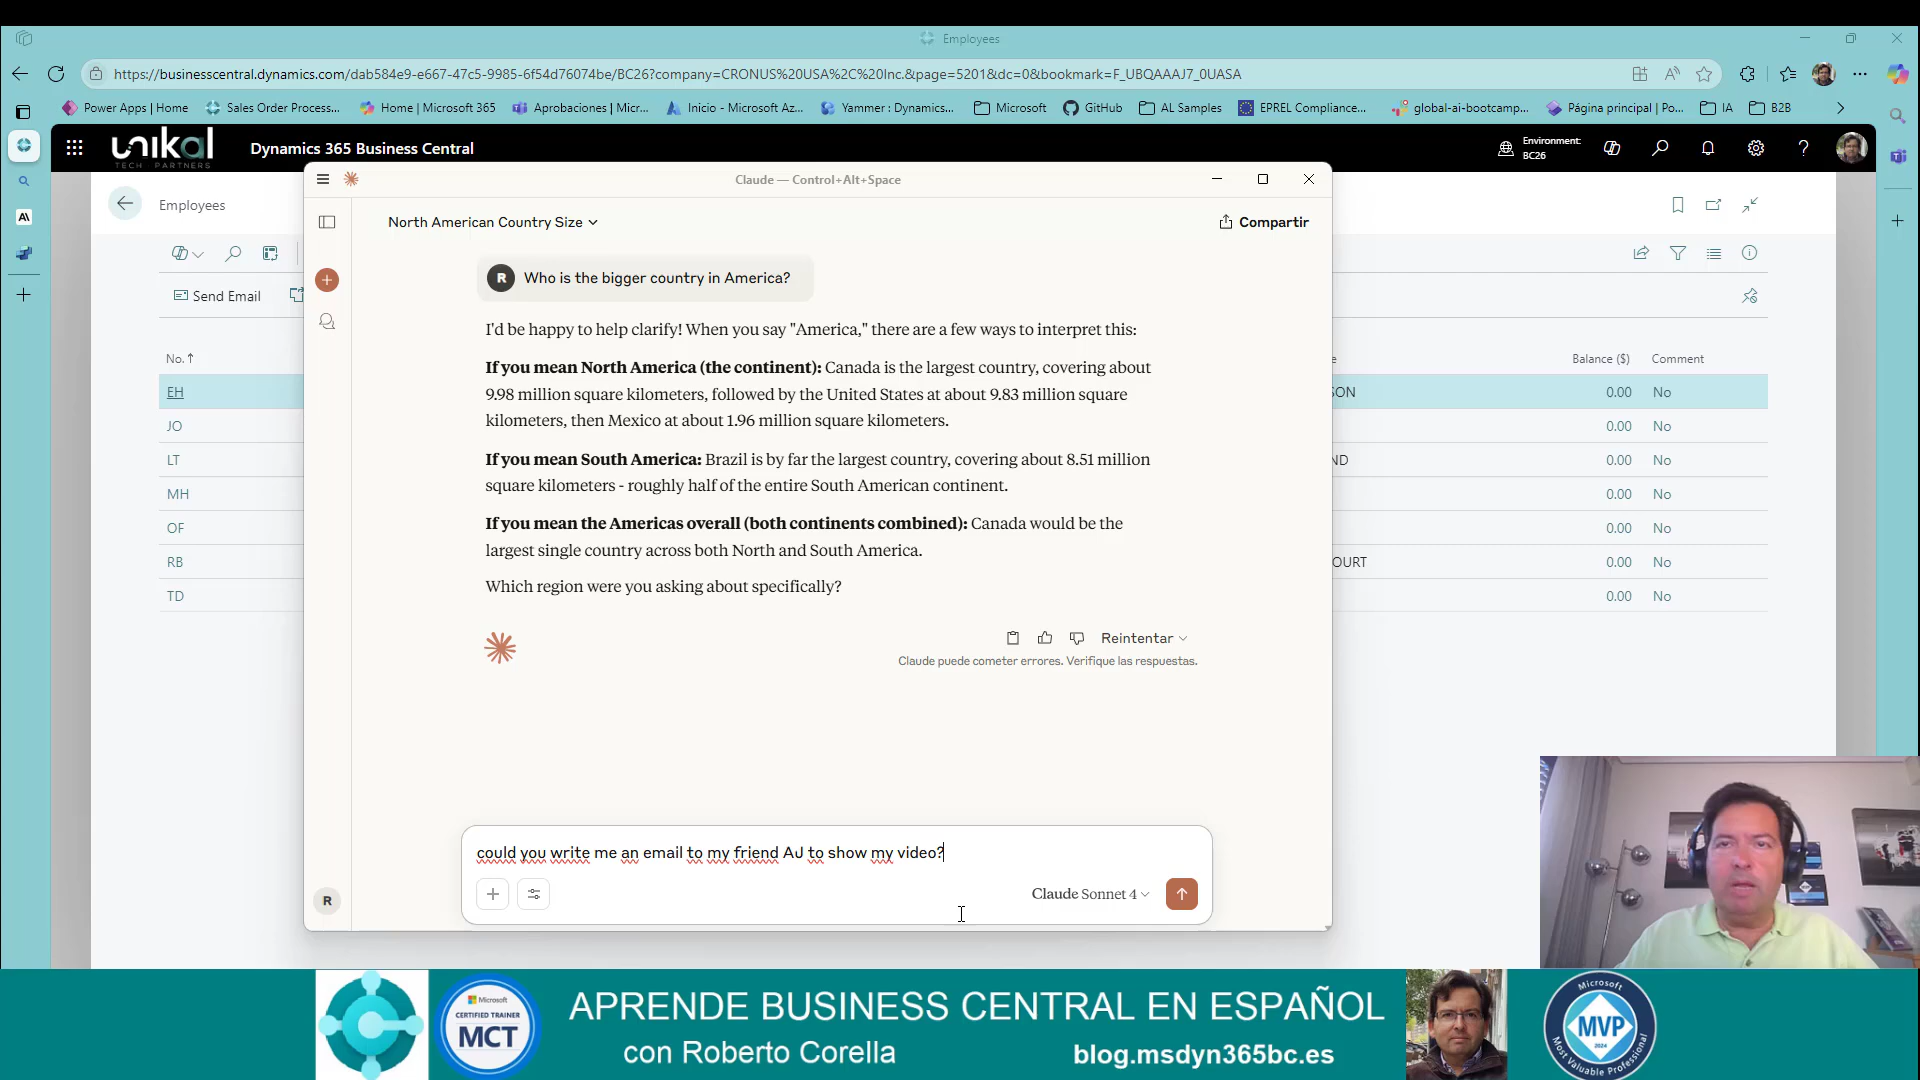 Employees
https://businesscentral.dynamics.com/dab584e9-e667-47c5-9985-6f54d76074be/BC26?company=CRONUS%20USA%2C%20Inc.&page=5201&dc=0&bookmark=F_UBQAAAJ7_0UASA
Power Apps | Home
Sales Order Process...
Home | Microsoft 365
Aprobaciones | Micr...
Inicio - Microsoft Az...
Yammer : Dynamics...
Microsoft
GitHub
AL Samples
EPREL Compliance...
global-ai-bootcamp...
Página principal | Po...
IA
B2B
unikal
TECH PARTNERS
Dynamics 365 Business Central
Environment:
BC26
Employees
Send Email
No.↑
EH
JO
LT
MH
OF
RB
TD
Claude — Control+Alt+Space
North American Country Size
Compartir
R
Who is the bigger country in America?
I'd be happy to help clarify! When you say "America," there are a few ways to interpret this:
If you mean North America (the continent): Canada is the largest country, covering about
9.98 million square kilometers, followed by the United States at about 9.83 million square
kilometers, then Mexico at about 1.96 million square kilometers.
If you mean South America: Brazil is by far the largest country, covering about 8.51 million
square kilometers - roughly half of the entire South American continent.
If you mean the Americas overall (both continents combined): Canada would be the
largest single country across both North and South America.
Which region were you asking about specifically?
Reintentar
Claude puede cometer errores. Verifique las respuestas.
could you write me an email to my friend AJ to show my video?
Claude Sonnet 4
R
e
Balance ($)
Comment
SON
0.00
No
0.00
No
ND
0.00
No
0.00
No
0.00
No
OURT
0.00
No
0.00
No
Microsoft
CERTIFIED TRAINER
MCT
APRENDE BUSINESS CENTRAL EN ESPAÑOL
con Roberto Corella
blog.msdyn365bc.es
Microsoft
MVP
2024
Most Valuable Professional